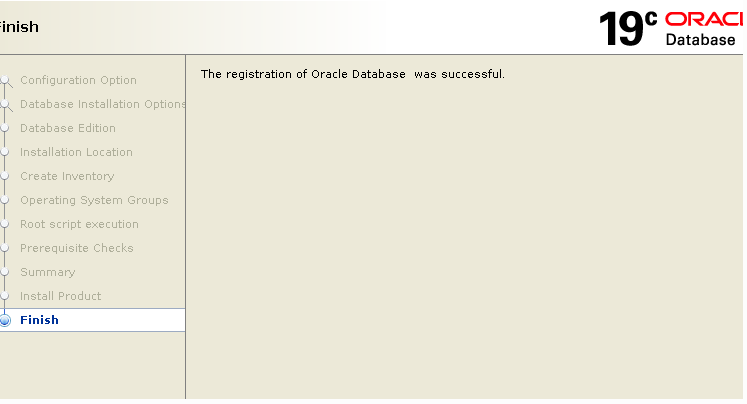 Finish
19c ORACL
Database
Configuration Option
Database Installation Options
Database Edition
Installation Location
Create Inventory
Operating System Groups
Root script execution
Prerequisite Checks
Summary
Install Product
Finish
The registration of Oracle Database  was successful.